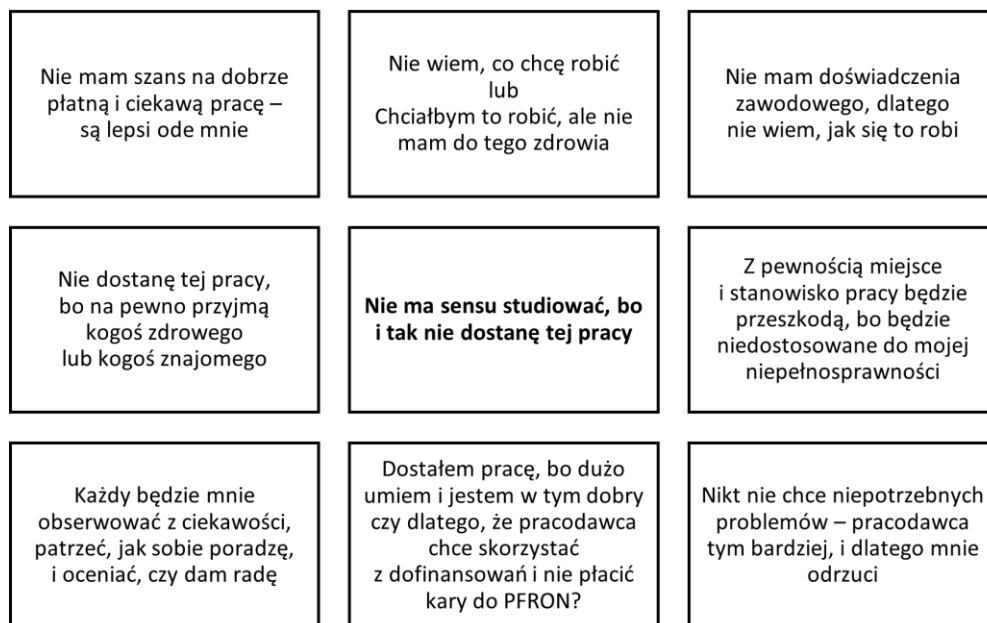 Nie mam szans na dobrze
płatną i ciekawą pracę –
są lepsi ode mnie
Nie wiem, co chcę robić
lub
Chciałbym to robić, ale nie
mam do tego zdrowia
Nie mam doświadczenia
zawodowego, dlatego
nie wiem, jak się to robi
Nie dostanę tej pracy,
bo na pewno przyjmą
kogoś zdrowego
lub kogoś znajomego
Nie ma sensu studiować, bo
i tak nie dostanę tej pracy
Z pewnością miejsce
i stanowisko pracy będzie
przeszkodą, bo będzie
niedostosowane do mojej
niepełnosprawności
Każdy będzie mnie
obserwować z ciekawości,
patrzeć, jak sobie poradzę,
i oceniać, czy dam radę
Dostałem pracę, bo dużo
umiem i jestem w tym dobry
czy dlatego, że pracodawca
chce skorzystać
z dofinansowań i nie płacić
kary do PFRON?
Nikt nie chce niepotrzebnych
problemów – pracodawca
tym bardziej, i dlatego mnie
odrzuci